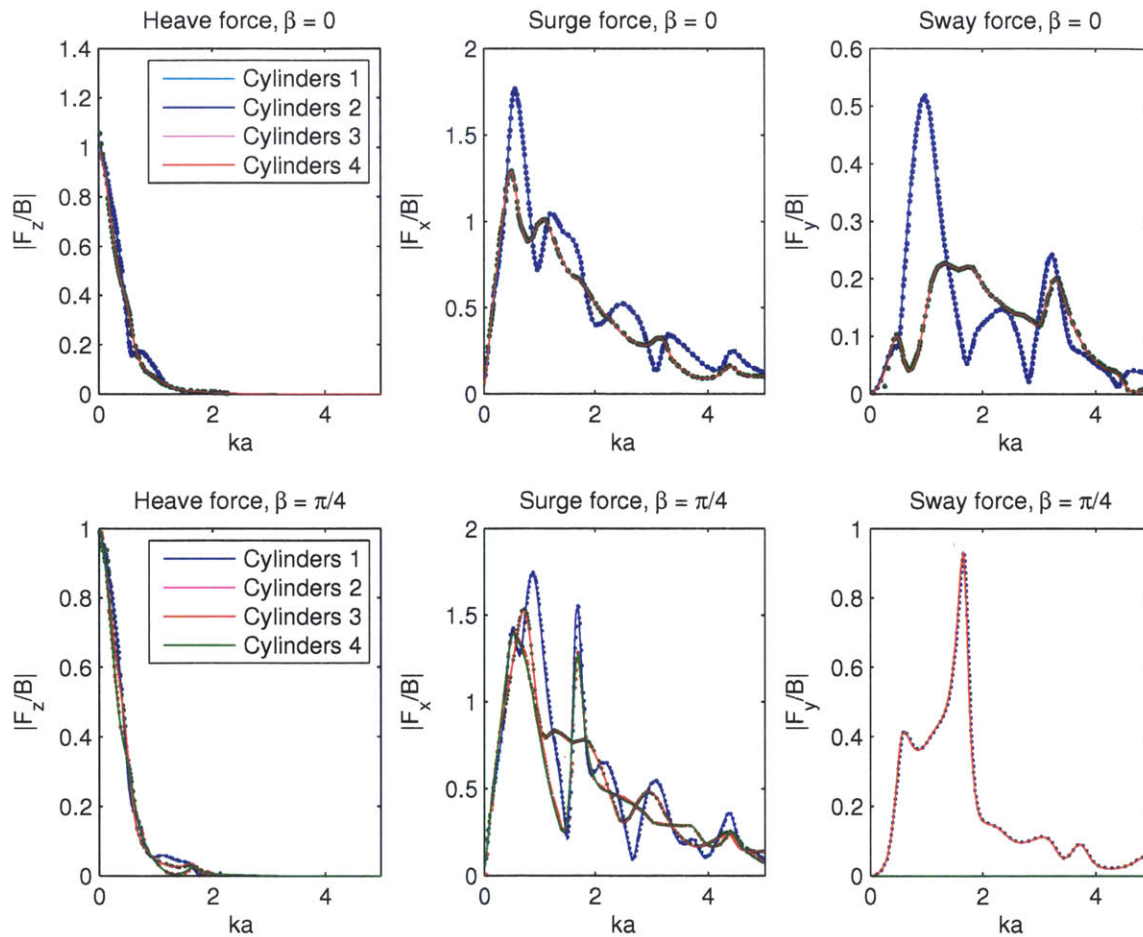 Heave force, β = 0
1.4
1.2
1
0.8
0.6
0.4
0.2
0
0
2
4
ka
|F_z/B|
Cylinders 1
Cylinders 2
Cylinders 3
Cylinders 4
Surge force, β = 0
2
1.5
1
0.5
0
0
2
4
ka
|F_x/B|
Sway force, β = 0
0.6
0.5
0.4
0.3
0.2
0.1
0
0
2
4
ka
|F_y/B|
Heave force, β = π/4
1
0.8
0.6
0.4
0.2
0
0
2
4
ka
|F_z/B|
Cylinders 1
Cylinders 2
Cylinders 3
Cylinders 4
Surge force, β = π/4
2
1.5
1
0.5
0
0
2
4
ka
|F_x/B|
Sway force, β = π/4
1
0.8
0.6
0.4
0.2
0
0
2
4
ka
|F_y/B|